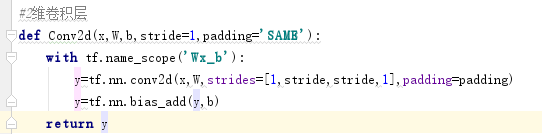 #2维卷积层
def Conv2d(x,W,b,stride=1,padding='SAME'):
    with tf.name_scope('Wx_b'):
        y=tf.nn.conv2d(x,W,strides=[1,stride,stride,1],padding=padding)
        y=tf.nn.bias_add(y,b)
    return y